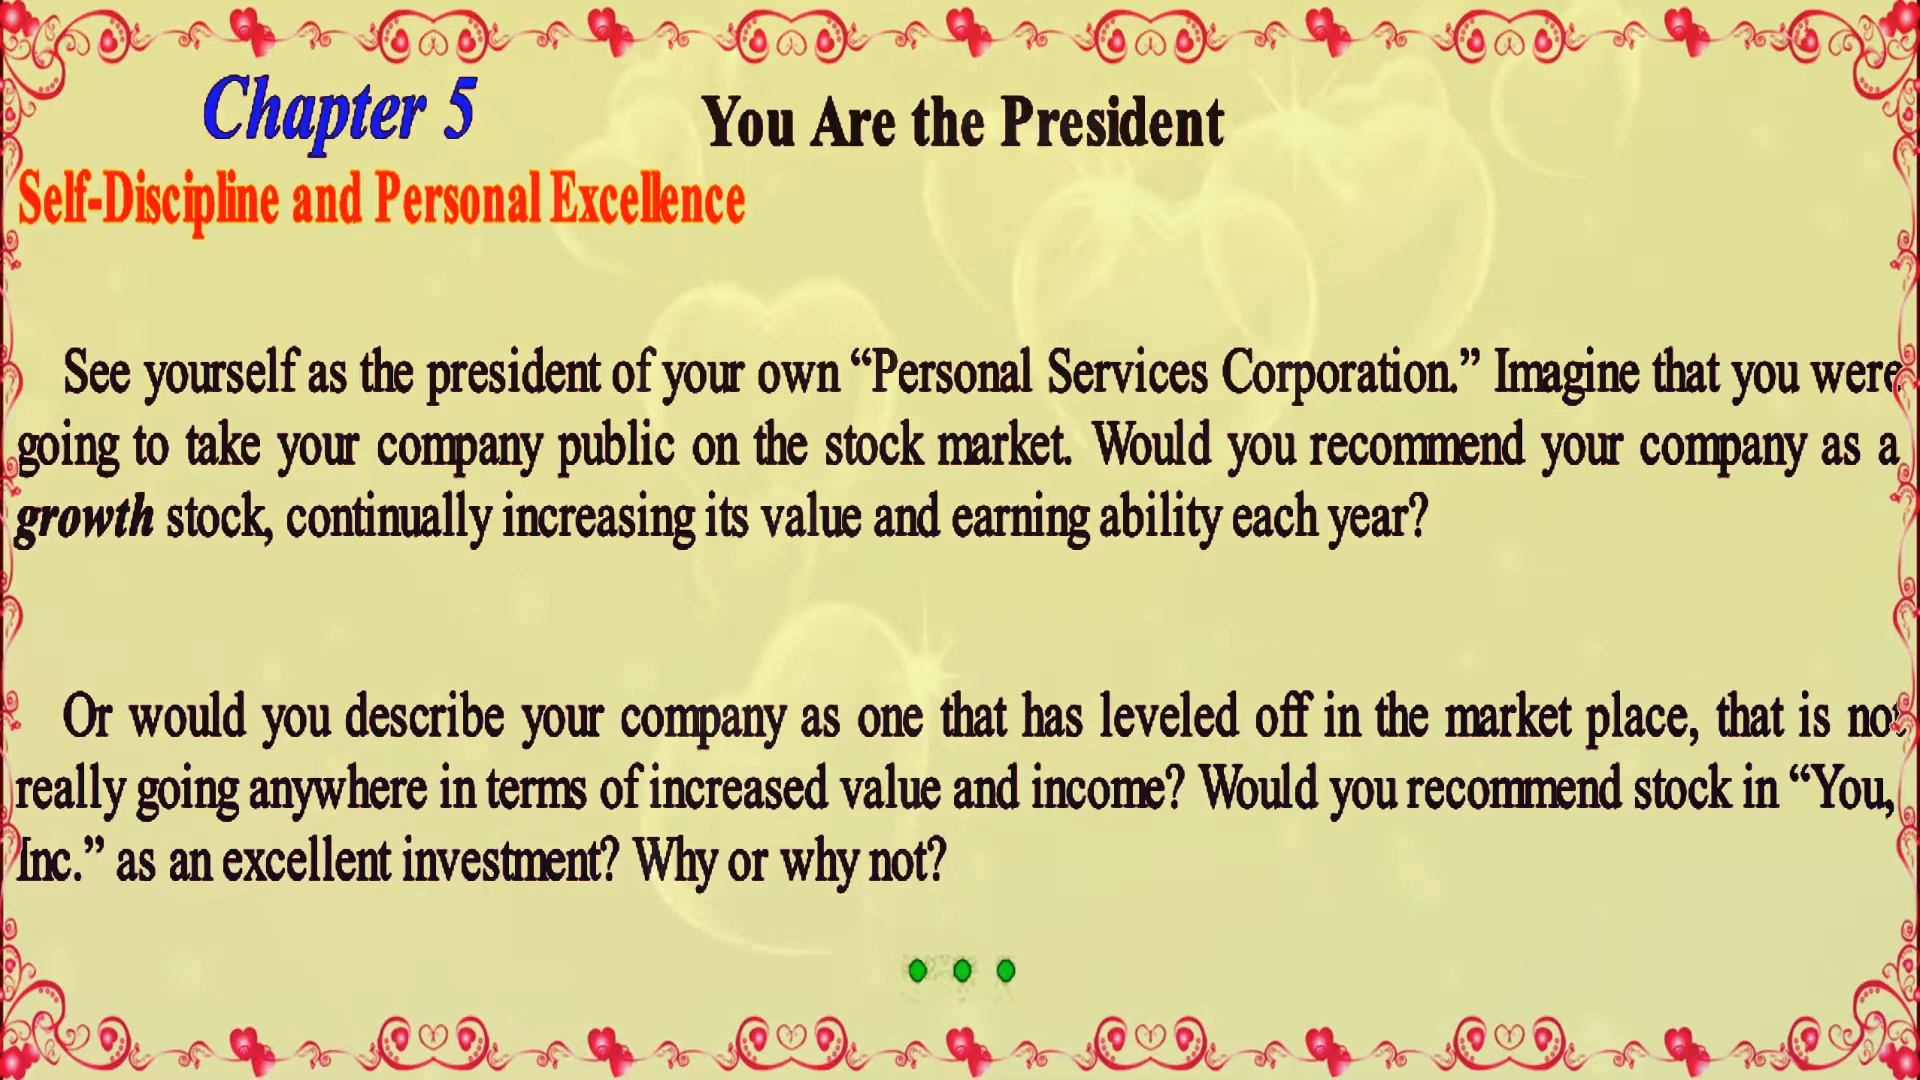 Chapter 5
You Are the President
Self-Discipline and Personal Excellence
See yourself as the president of your own “Personal Services Corporation.” Imagine that you were
going to take your company public on the stock market. Would you recommend your company as a
growth stock, continually increasing its value and earning ability each year?
Or would you describe your company as one that has leveled off in the market place, that is not
really going anywhere in terms of increased value and income? Would you recommend stock in “You,
Inc.” as an excellent investment? Why or why not?